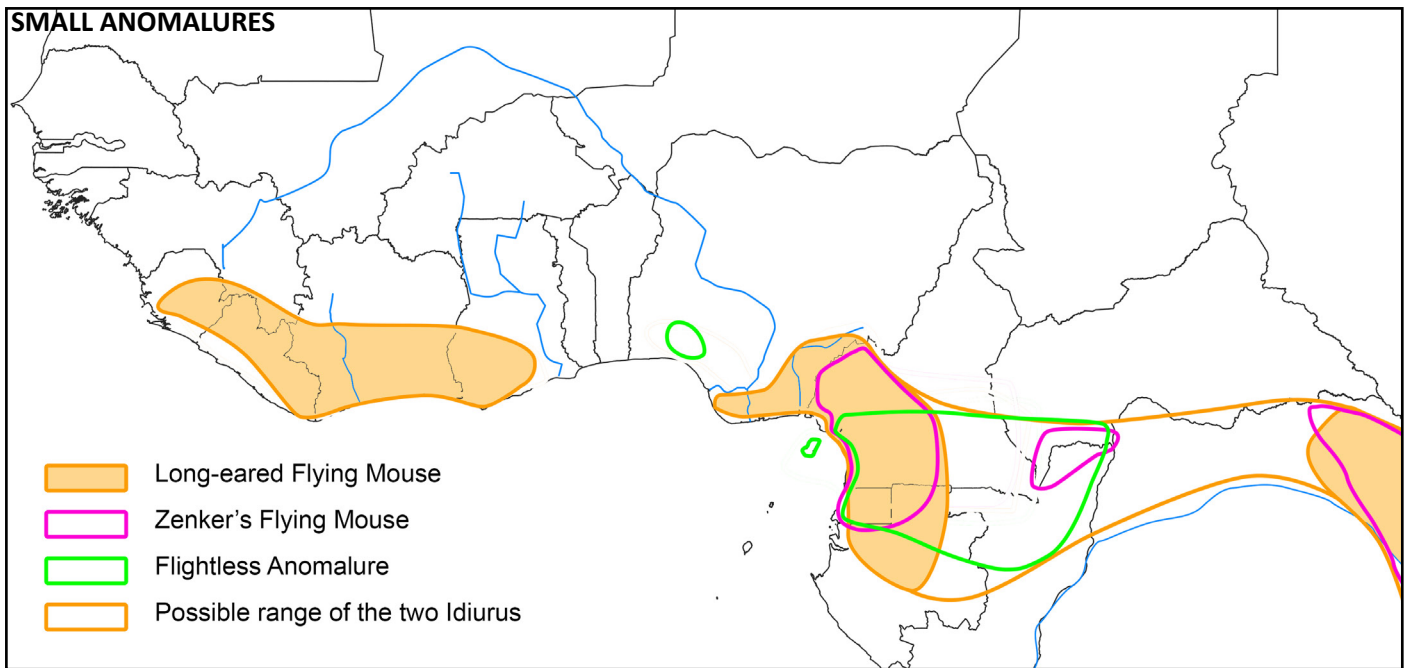 SMALL ANOMALURES
Long-eared Flying Mouse
Zenker's Flying Mouse
Flightless Anomalure
Possible range of the two Idiurus